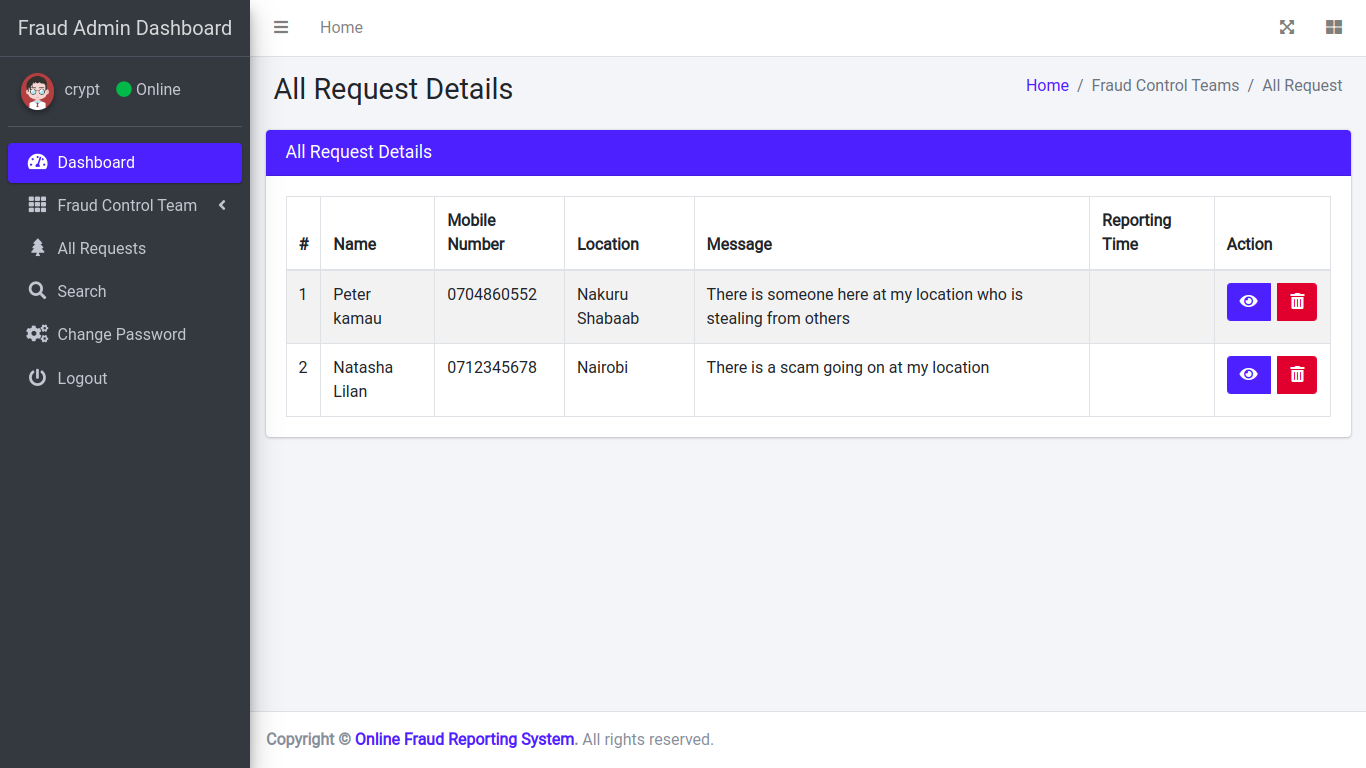 Fraud Admin Dashboard
Home
crypt Online
All Request Details
Home / Fraud Control Teams / All Request
Dashboard
Fraud Control Team
All Requests
Search
Change Password
Logout
All Request Details
# Name Mobile Number Location Message Reporting Time Action
1 Peter kamau 0704860552 Nakuru Shabaab There is someone here at my location who is stealing from others
2 Natasha Lilan 0712345678 Nairobi There is a scam going on at my location
Copyright © Online Fraud Reporting System. All rights reserved.